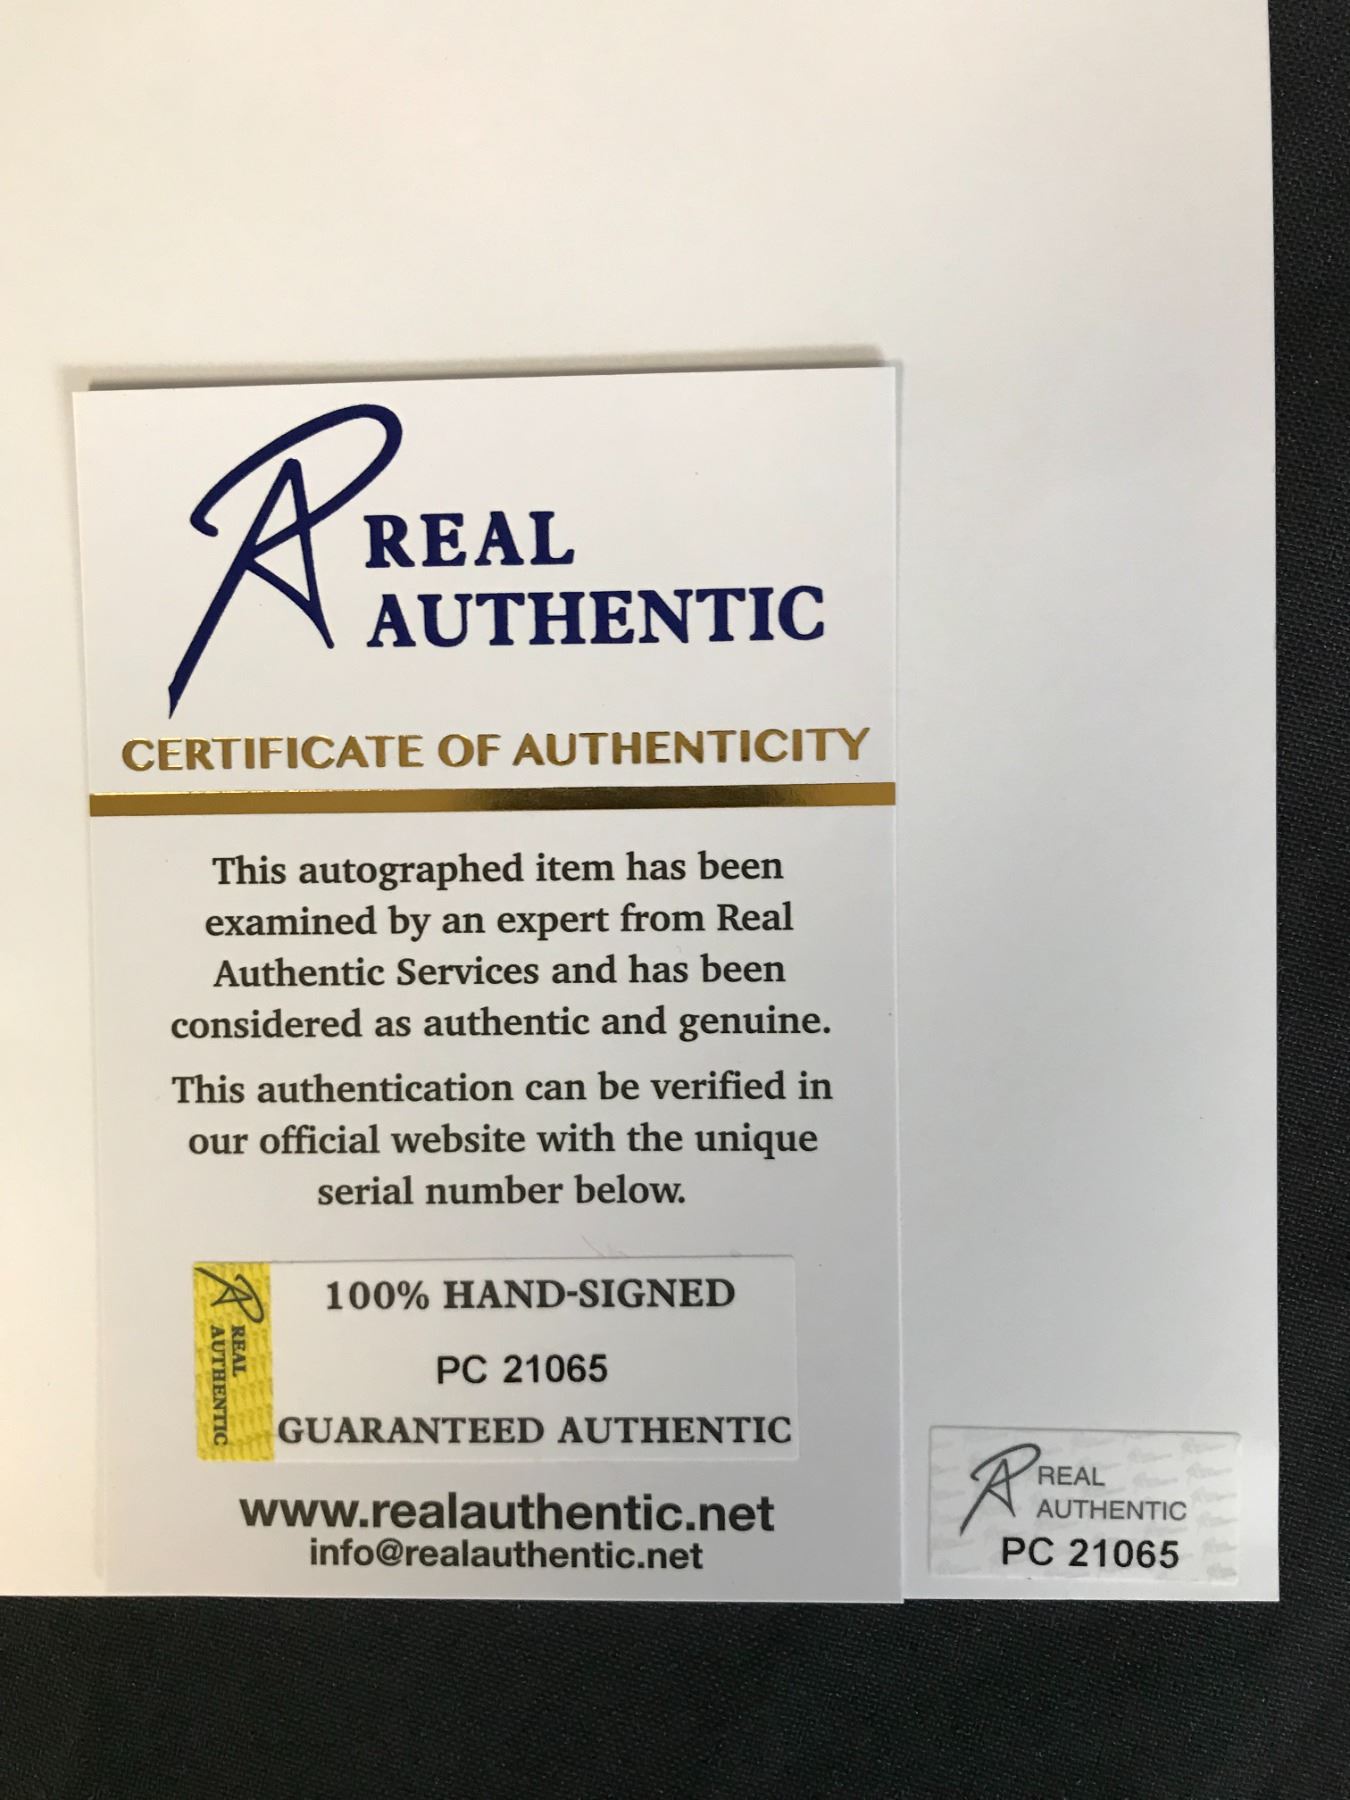 REAL
AUTHENTIC
CERTIFICATE OF AUTHENTICITY
This autographed item has been
examined by an expert from Real
Authentic Services and has been
considered as authentic and genuine.
This authentication can be verified in
our official website with the unique
serial number below.
REAL
AUTHENTIC
100% HAND-SIGNED
PC 21065
GUARANTEED AUTHENTIC
www.realauthentic.net
info@realauthentic.net
REAL
AUTHENTIC
PC 21065